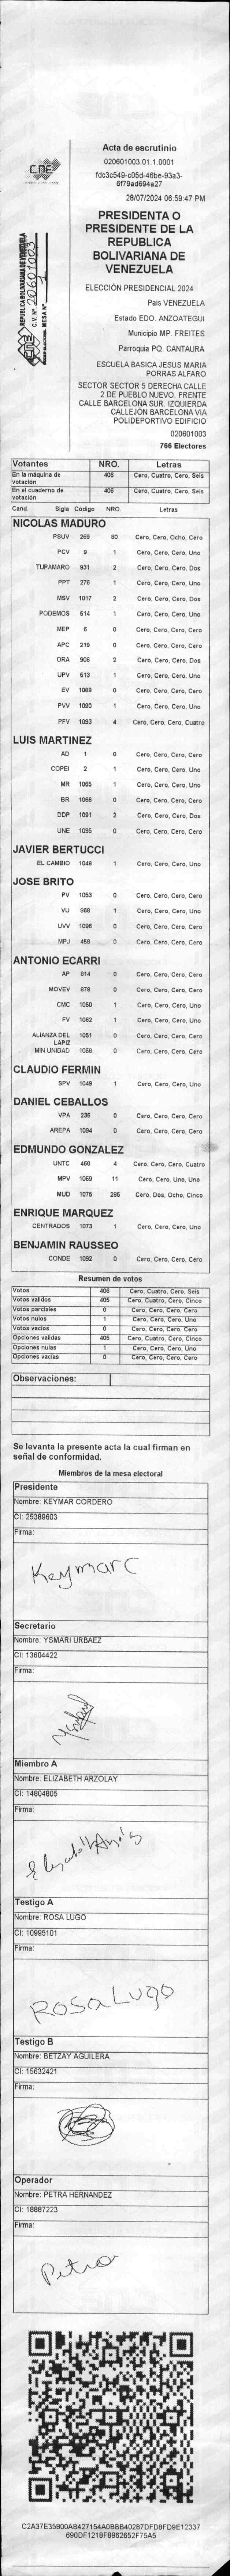 Acta de escrutinio
020601003.01.1.0001
fdc3c549-c05d-46be-93a3-
6f79ad694a27
28/07/2024 06:59:47 PM
CNE
REPUBLICA BOLIVARIANA DE VENEZUELA
C.V. N° 20601003
MESA N°
PRESIDENTA O
PRESIDENTE DE LA
REPUBLICA
BOLIVARIANA DE
VENEZUELA
ELECCIÓN PRESIDENCIAL 2024
País VENEZUELA
Estado EDO. ANZOATEGUI
Municipio MP. FREITES
Parroquia PQ. CANTAURA
ESCUELA BASICA JESUS MARIA
PORRAS ALFARO
SECTOR SECTOR 5 DERECHA CALLE
2 DE PUEBLO NUEVO. FRENTE
CALLE BARCELONA SUR. IZQUIERDA
CALLEJÓN BARCELONA VIA
POLIDEPORTIVO EDIFICIO
020601003
766 Electores
Votantes NRO. Letras
En la máquina de votación 406 Cero, Cuatro, Cero, Seis
En el cuaderno de votación 406 Cero, Cuatro, Cero, Seis
Cand. Sigla Código NRO. Letras
NICOLAS MADURO
PSUV 269 80 Cero, Cero, Ocho, Cero
PCV 9 1 Cero, Cero, Cero, Uno
TUPAMARO 931 2 Cero, Cero, Cero, Dos
PPT 276 1 Cero, Cero, Cero, Uno
MSV 1017 2 Cero, Cero, Cero, Dos
PODEMOS 514 1 Cero, Cero, Cero, Uno
MEP 6 0 Cero, Cero, Cero, Cero
APC 219 0 Cero, Cero, Cero, Cero
ORA 906 2 Cero, Cero, Cero, Dos
UPV 513 1 Cero, Cero, Cero, Uno
EV 1089 0 Cero, Cero, Cero, Cero
PVV 1090 1 Cero, Cero, Cero, Uno
PFV 1093 4 Cero, Cero, Cero, Cuatro
LUIS MARTINEZ
AD 1 0 Cero, Cero, Cero, Cero
COPEI 2 1 Cero, Cero, Cero, Uno
MR 1065 1 Cero, Cero, Cero, Uno
BR 1066 0 Cero, Cero, Cero, Cero
DDP 1091 2 Cero, Cero, Cero, Dos
UNE 1095 0 Cero, Cero, Cero, Cero
JAVIER BERTUCCI
EL CAMBIO 1048 1 Cero, Cero, Cero, Uno
JOSE BRITO
PV 1053 0 Cero, Cero, Cero, Cero
VU 868 1 Cero, Cero, Cero, Uno
UVV 1096 0 Cero, Cero, Cero, Cero
MPJ 458 0 Cero, Cero, Cero, Cero
ANTONIO ECARRI
AP 814 0 Cero, Cero, Cero, Cero
MOVEV 878 0 Cero, Cero, Cero, Cero
CMC 1050 1 Cero, Cero, Cero, Uno
FV 1062 1 Cero, Cero, Cero, Uno
ALIANZA DEL LAPIZ 1051 0 Cero, Cero, Cero, Cero
MIN UNIDAD 1068 0 Cero, Cero, Cero, Cero
CLAUDIO FERMIN
SPV 1049 1 Cero, Cero, Cero, Uno
DANIEL CEBALLOS
VPA 236 0 Cero, Cero, Cero, Cero
AREPA 1094 0 Cero, Cero, Cero, Cero
EDMUNDO GONZALEZ
UNTC 460 4 Cero, Cero, Cero, Cuatro
MPV 1069 11 Cero, Cero, Uno, Uno
MUD 1075 285 Cero, Dos, Ocho, Cinco
ENRIQUE MARQUEZ
CENTRADOS 1073 1 Cero, Cero, Cero, Uno
BENJAMIN RAUSSEO
CONDE 1092 0 Cero, Cero, Cero, Cero
Resumen de votos
Votos 406 Cero, Cuatro, Cero, Seis
Votos validos 405 Cero, Cuatro, Cero, Cinco
Votos parciales 0 Cero, Cero, Cero, Cero
Votos nulos 1 Cero, Cero, Cero, Uno
Votos vacíos 0 Cero, Cero, Cero, Cero
Opciones validas 405 Cero, Cuatro, Cero, Cinco
Opciones nulas 1 Cero, Cero, Cero, Uno
Opciones vacías 0 Cero, Cero, Cero, Cero
Observaciones:
Se levanta la presente acta la cual firman en
señal de conformidad.
Miembros de la mesa electoral
Presidente
Nombre: KEYMAR CORDERO
CI: 25389603
Firma:
Keymar C
Secretario
Nombre: YSMARI URBAEZ
CI: 13604422
Firma:
Miembro A
Nombre: ELIZABETH ARZOLAY
CI: 14804805
Firma:
Testigo A
Nombre: ROSA LUGO
CI: 10995101
Firma:
Rosa Lugo
Testigo B
Nombre: BETZAY AGUILERA
CI: 15632421
Firma:
Operador
Nombre: PETRA HERNANDEZ
CI: 18887223
Firma:
Petra
C2A37E35800AB427154A0BBB40287DFD8FD9E12337
690DF121BF8962652F75A5